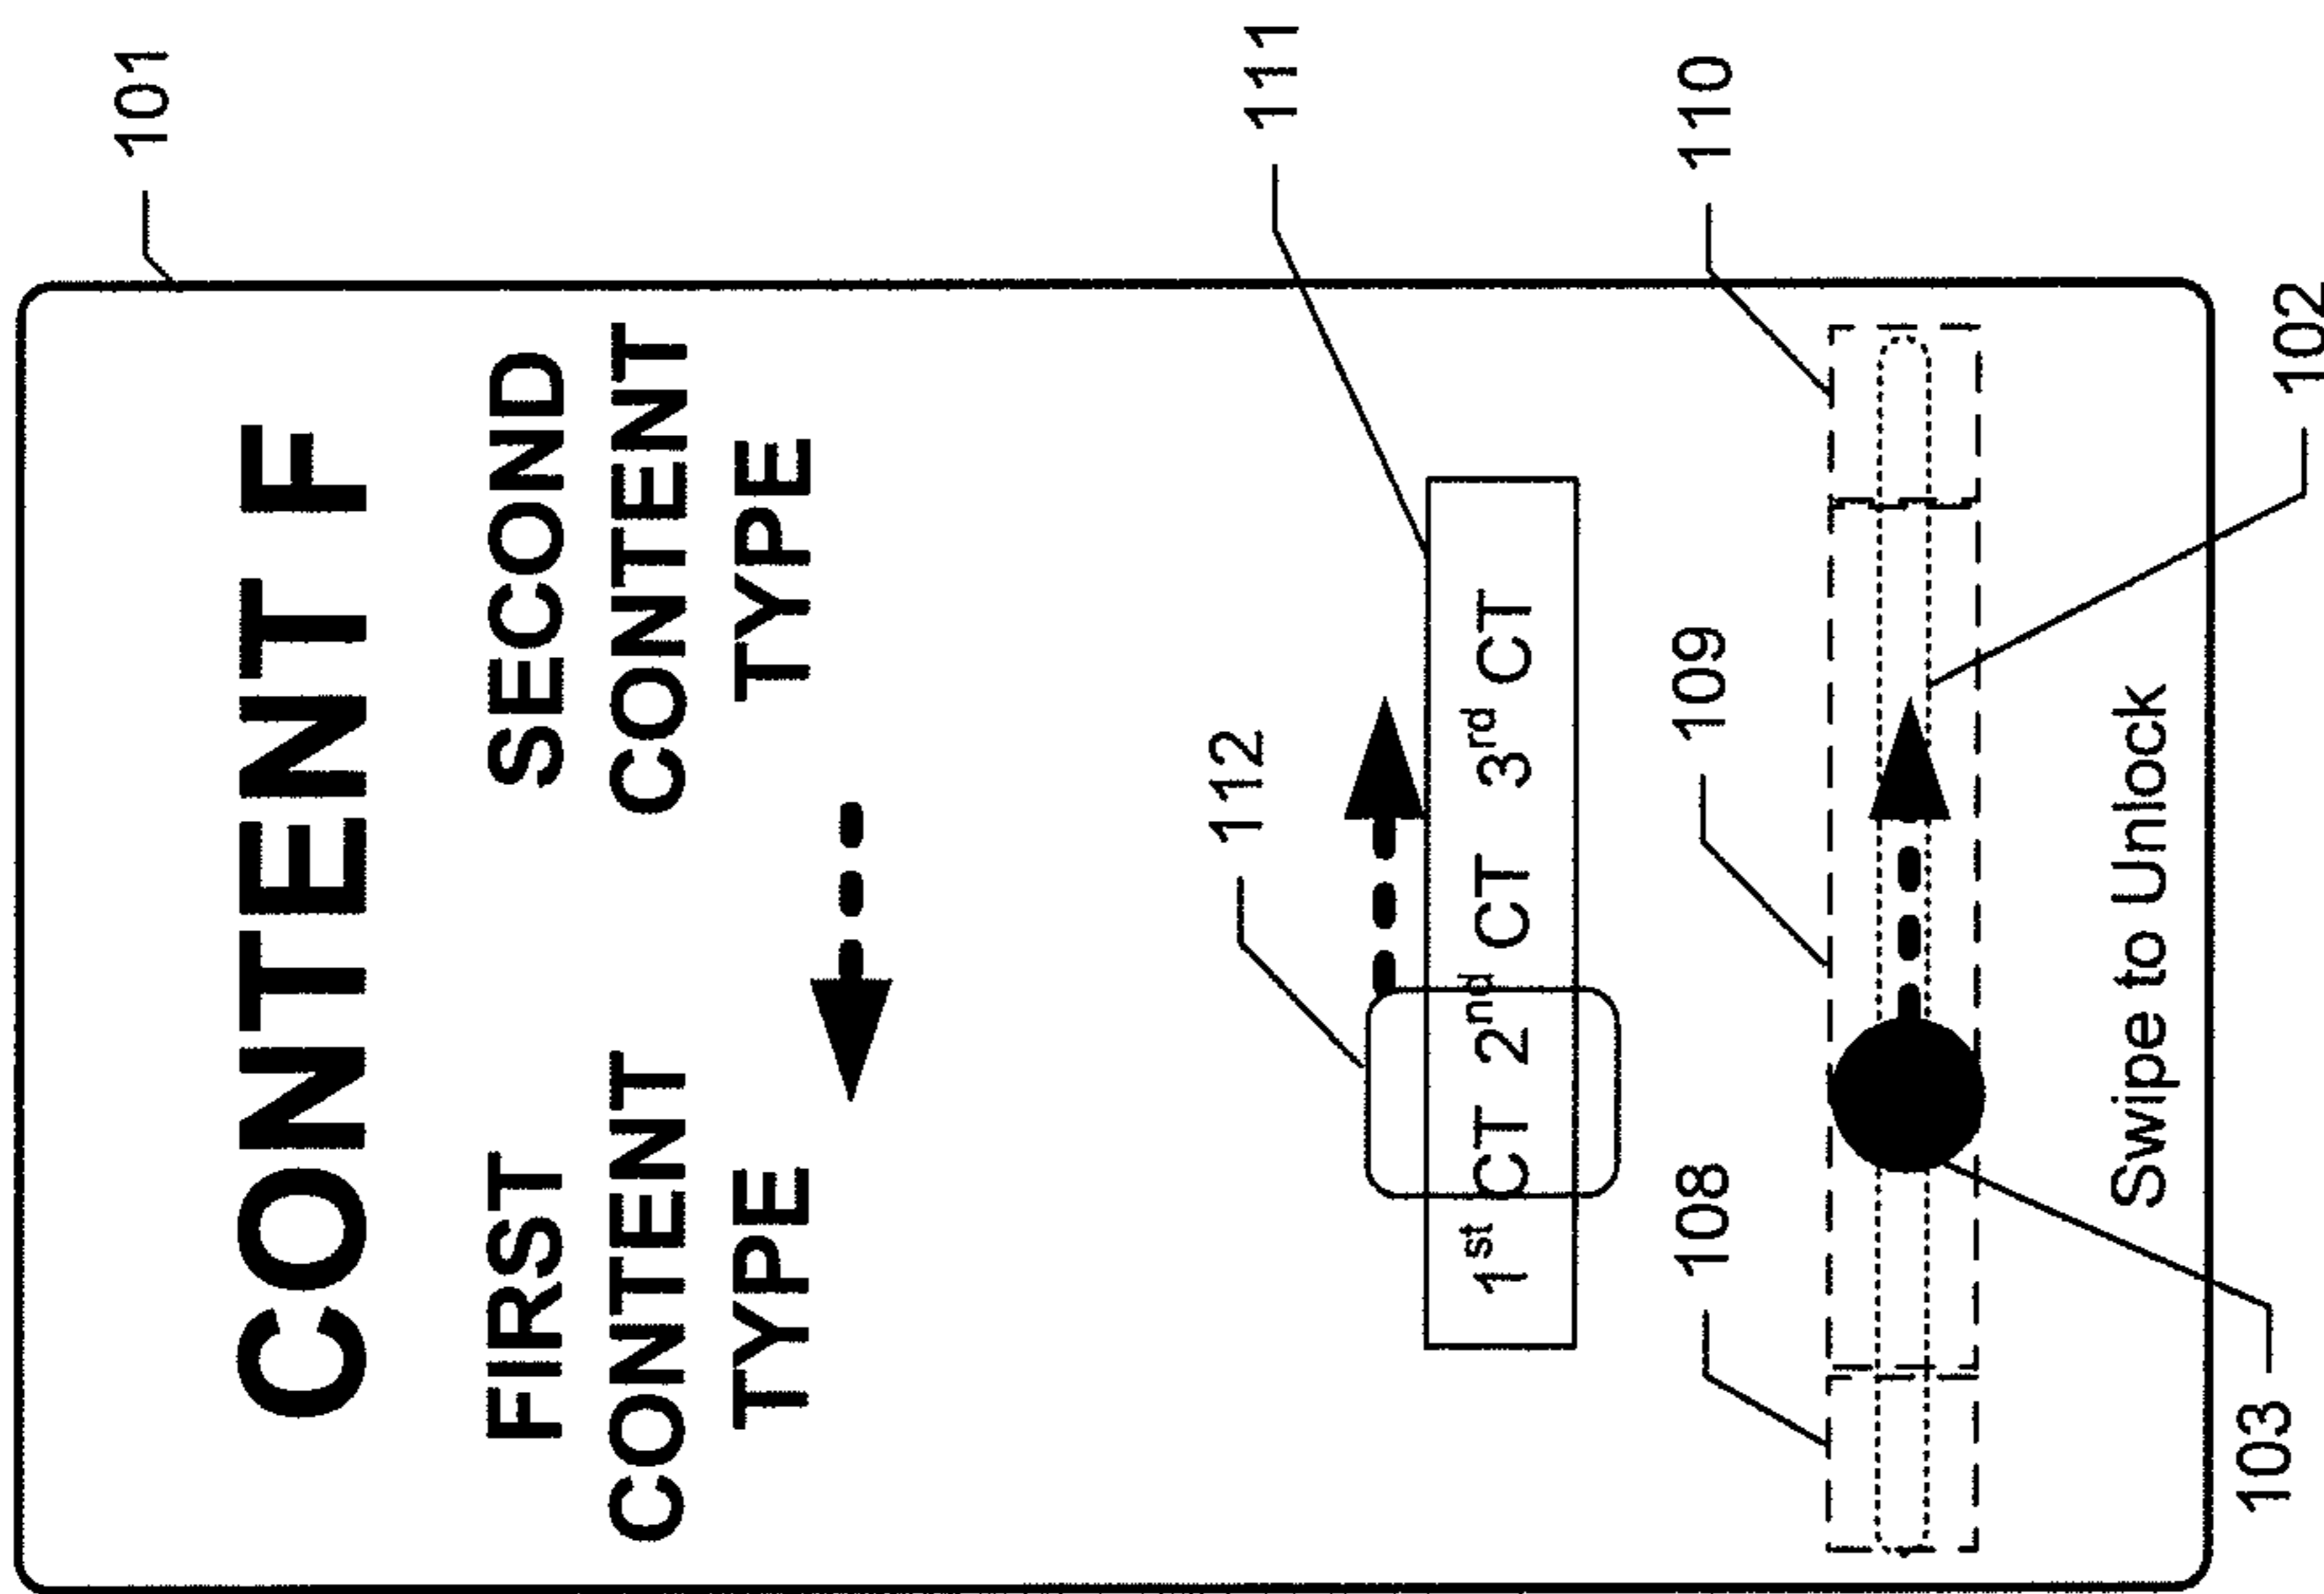 101
CONTENT F
FIRST
CONTENT
TYPE
SECOND
CONTENT
TYPE
112
111
1st CT 2nd CT 3rd CT
108
109
110
Swipe to Unlock
103
102